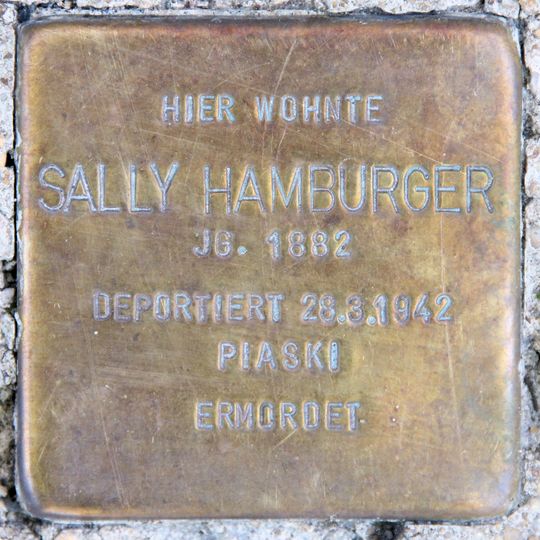 HIER WOHNTE
SALLY HAMBURGER
JG. 1882
DEPORTIERT 28.3.1942
PIASKI
ERMORDET